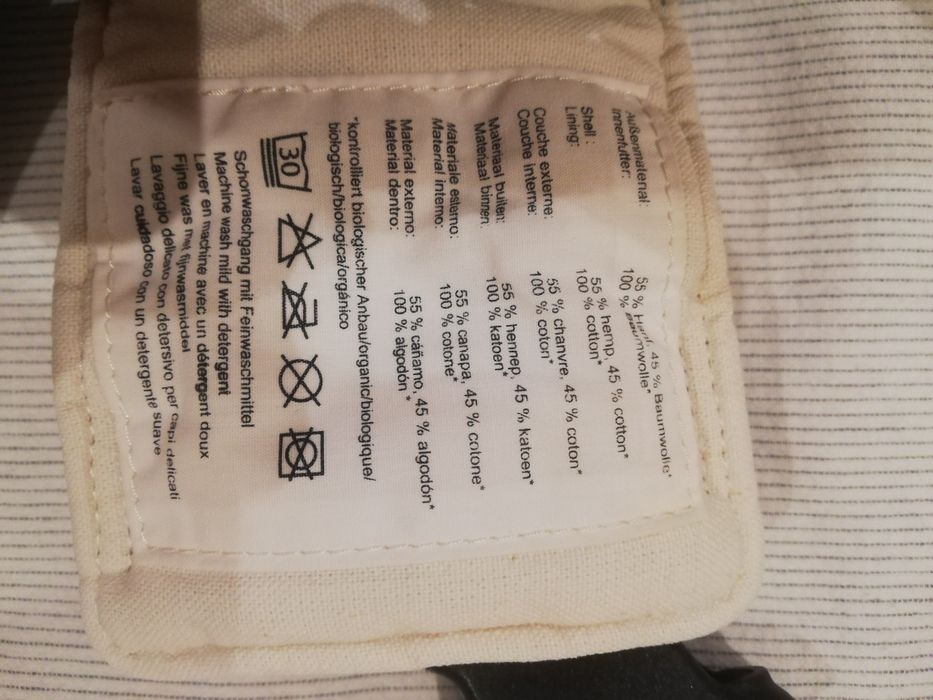 Außenmaterial: 55 % Hanf, 45 % Baumwolle*
Innenfutter: 100 % Baumwolle*
Shell : 55 % hemp, 45 % cotton*
Lining: 100 % cotton*
Couche externe: 55 % chanvre, 45 % coton*
Couche interne: 100 % coton*
Materiaal buiten: 55 % hennep, 45 % katoen*
Materiaal binnen: 100 % katoen*
Materiale esterno: 55 % canapa, 45 % cotone*
Material interno: 100 % cotone*
Material externo: 55 % cáñamo, 45 % algodón*
Material dentro: 100 % algodón*
*kontrolliert biologischer Anbau/organic/biologique/
biologisch/biologica/orgánico
30
Schonwaschgang mit Feinwaschmittel
Machine wash mild with detergent
Laver en machine avec un détergent doux
Fijne was met fijnwasmiddel
Lavaggio delicato con detersivo per capi delicati
Lavar cuidadoso con un detergente suave